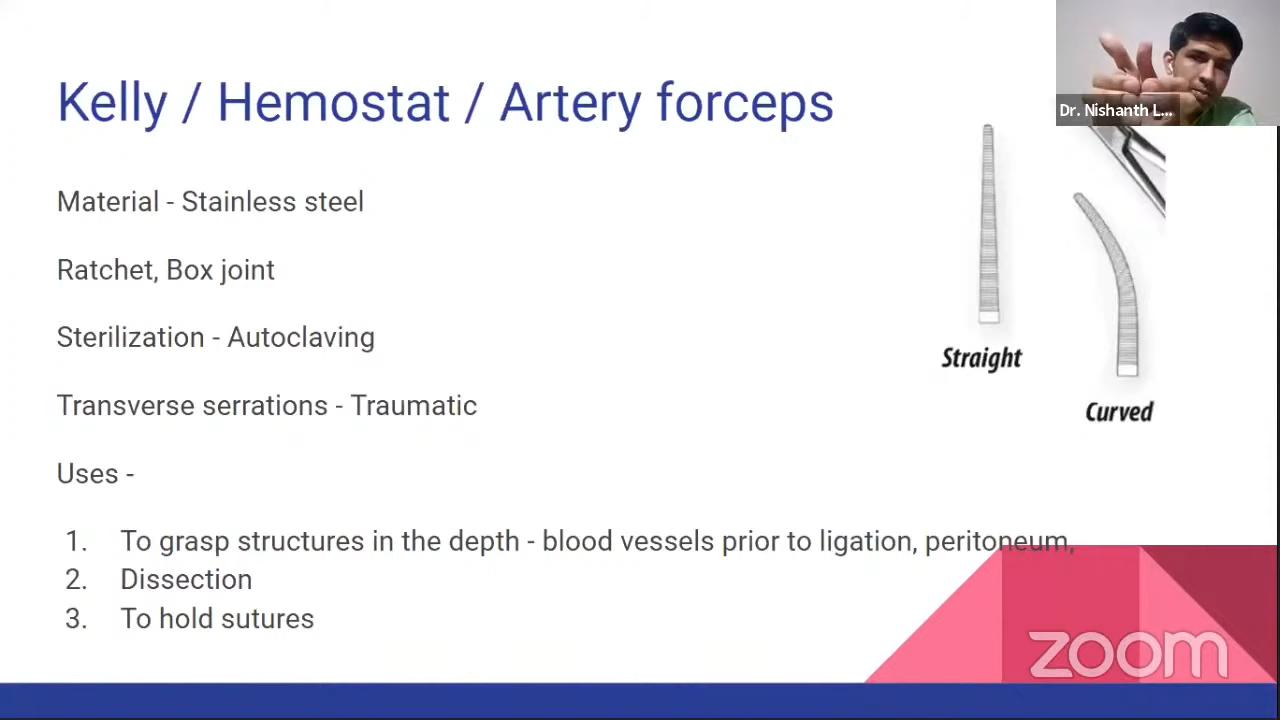 Kelly / Hemostat / Artery forceps
Dr. Nishanth L...
Material - Stainless steel
Ratchet, Box joint
Sterilization - Autoclaving
Transverse serrations - Traumatic
Uses -
1. To grasp structures in the depth - blood vessels prior to ligation, peritoneum,
2. Dissection
3. To hold sutures
Straight
Curved
zoom